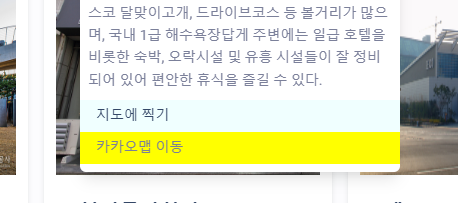 스코 달맞이고개, 드라이브코스 등 볼거리가 많으
며, 국내 1급 해수욕장답게 주변에는 일급 호텔을
비롯한 숙박, 오락시설 및 유흥 시설들이 잘 정비
되어 있어 편안한 휴식을 즐길 수 있다.
지도에 찍기
카카오맵 이동